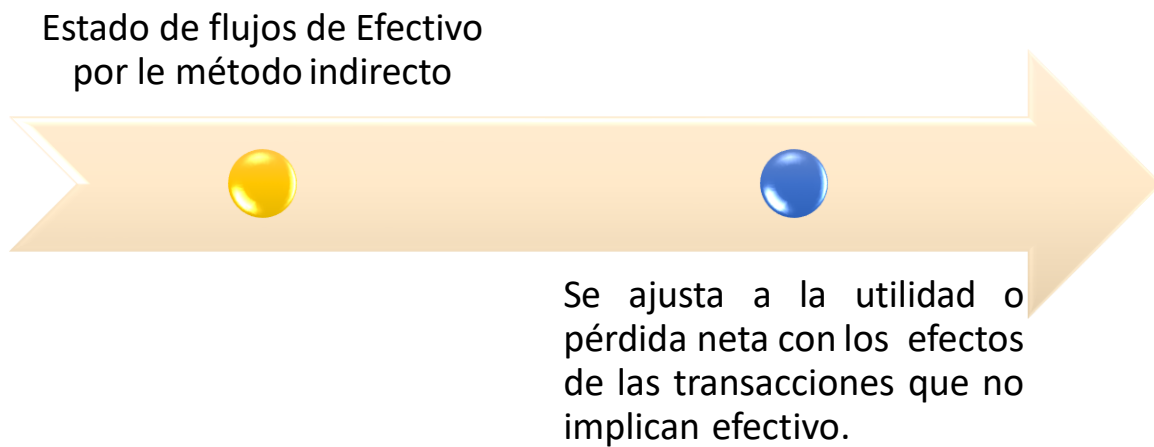 Estado de flujos de Efectivo
por le método indirecto
Se ajusta a la utilidad o
pérdida neta con los efectos
de las transacciones que no
implican efectivo.